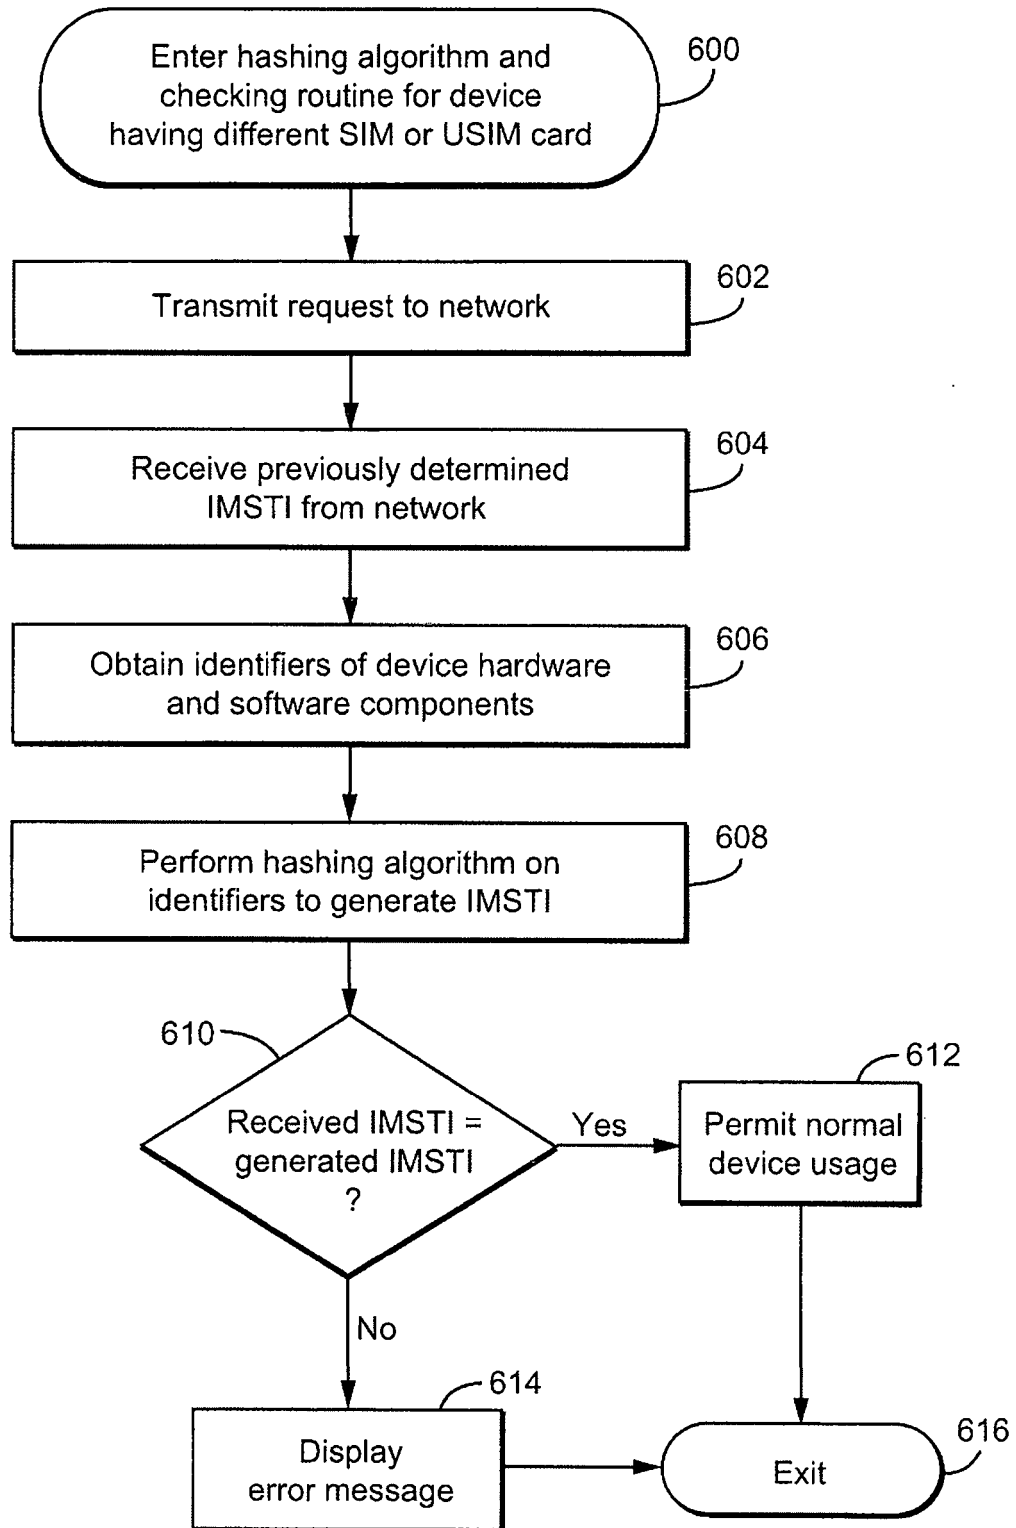 Enter hashing algorithm and
checking routine for device
having different SIM or USIM card
600
Transmit request to network
602
Receive previously determined
IMSTI from network
604
Obtain identifiers of device hardware
and software components
606
Perform hashing algorithm on
identifiers to generate IMSTI
608
610
Received IMSTI =
generated IMSTI
?
Yes
612
Permit normal
device usage
No
614
Display
error message
616
Exit